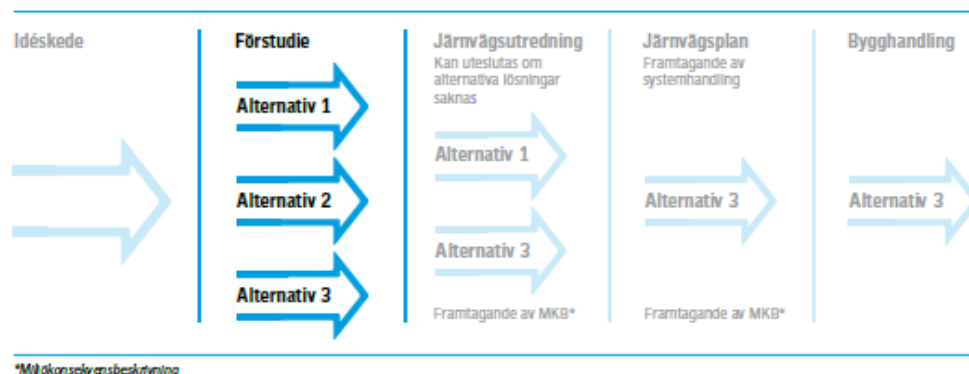 Idéskede
Förstudie
Alternativ 1
Alternativ 2
Alternativ 3
Järnvägsutredning
Kan uteslutas om
alternativa lösningar
saknas
Alternativ 1
Alternativ 3
Framtagande av MKB*
Järnvägsplan
Framtagande av
systemhandling
Alternativ 3
Framtagande av MKB*
Bygghandling
Alternativ 3
*Miljökonsekvensbeskrivning